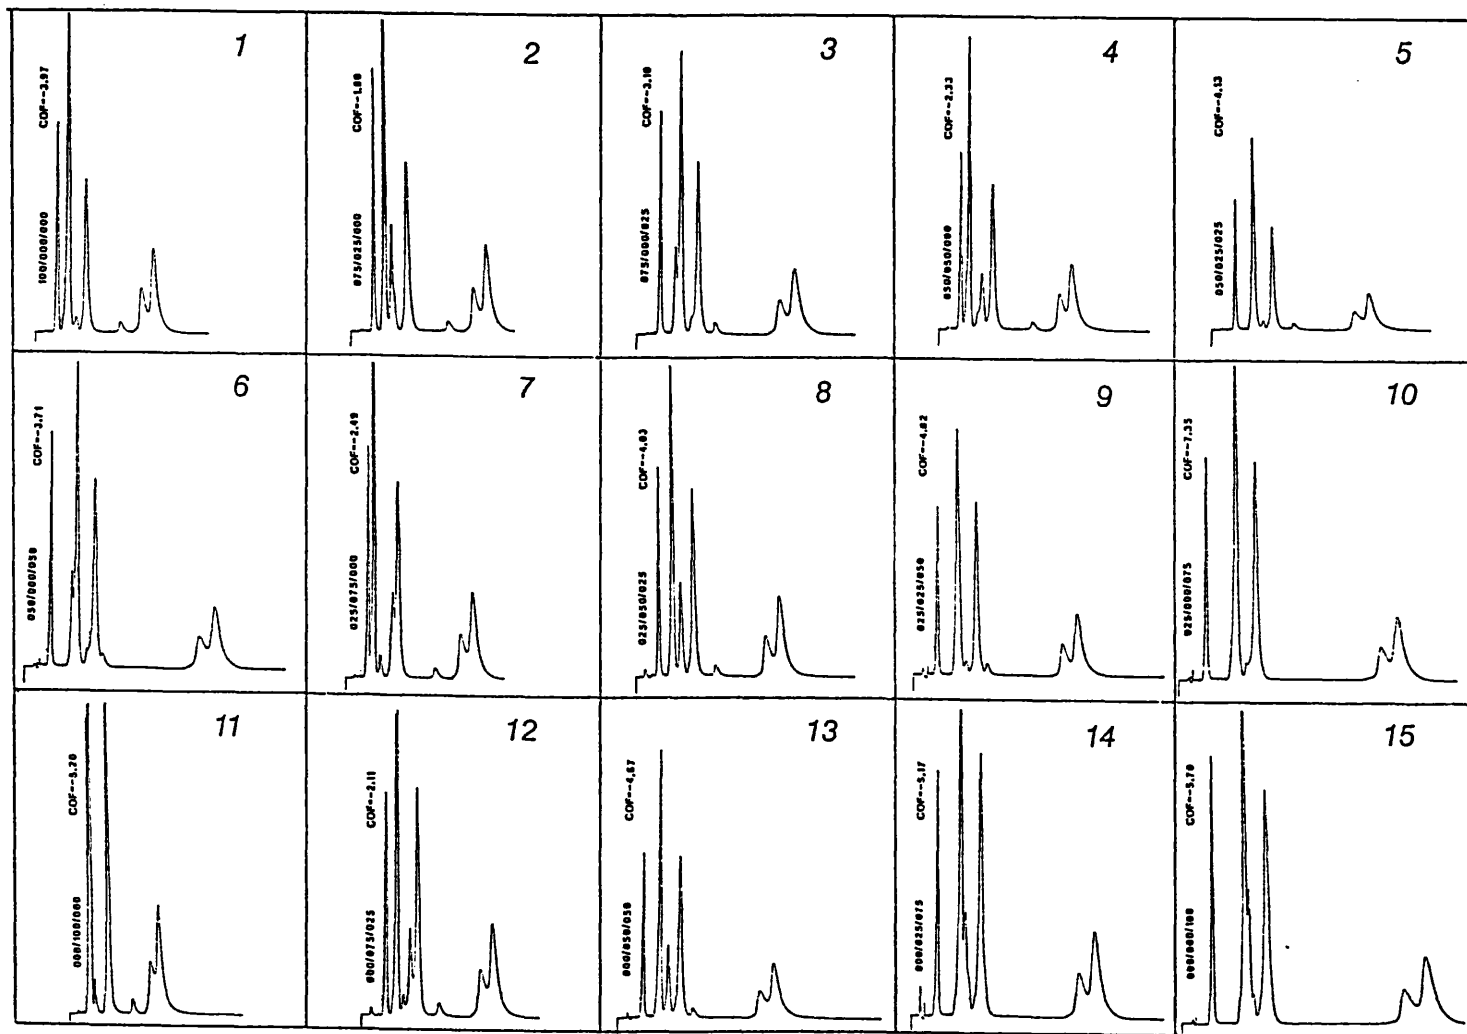 1
100/000/000 COF=-3.97
2
075/025/000 COF=-1.80
3
075/000/025 COF=-3.10
4
050/050/000 COF=-2.33
5
050/025/025 COF=-4.13
6
050/000/050 COF=-3.71
7
025/075/000 COF=-2.49
8
025/050/025 COF=-4.03
9
025/025/050 COF=-4.02
10
025/000/075 COF=-7.35
11
000/100/000 COF=-5.20
12
000/075/025 COF=-2.11
13
000/050/050 COF=-4.67
14
000/025/075 COF=-5.17
15
000/000/100 COF=-5.70